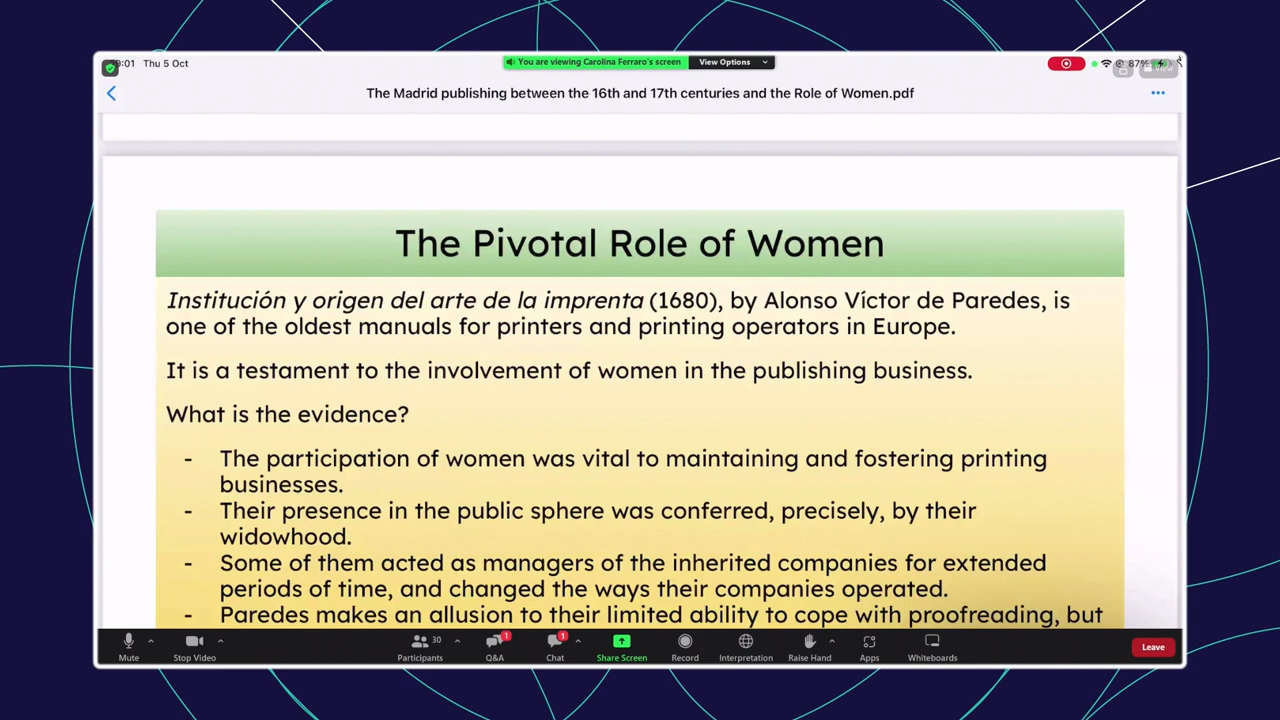 :01 Thu 5 Oct
You are viewing Carolina Ferraro's screen View Options
87%
View
The Madrid publishing between the 16th and 17th centuries and the Role of Women.pdf
The Pivotal Role of Women
Institución y origen del arte de la imprenta (1680), by Alonso Víctor de Paredes, is
one of the oldest manuals for printers and printing operators in Europe.
It is a testament to the involvement of women in the publishing business.
What is the evidence?
- The participation of women was vital to maintaining and fostering printing
businesses.
- Their presence in the public sphere was conferred, precisely, by their
widowhood.
- Some of them acted as managers of the inherited companies for extended
periods of time, and changed the ways their companies operated.
- Paredes makes an allusion to their limited ability to cope with proofreading, but
Mute
Stop Video
Participants 30
Q&A 1
Chat 1
Share Screen
Record
Interpretation
Raise Hand
Apps
Whiteboards
Leave